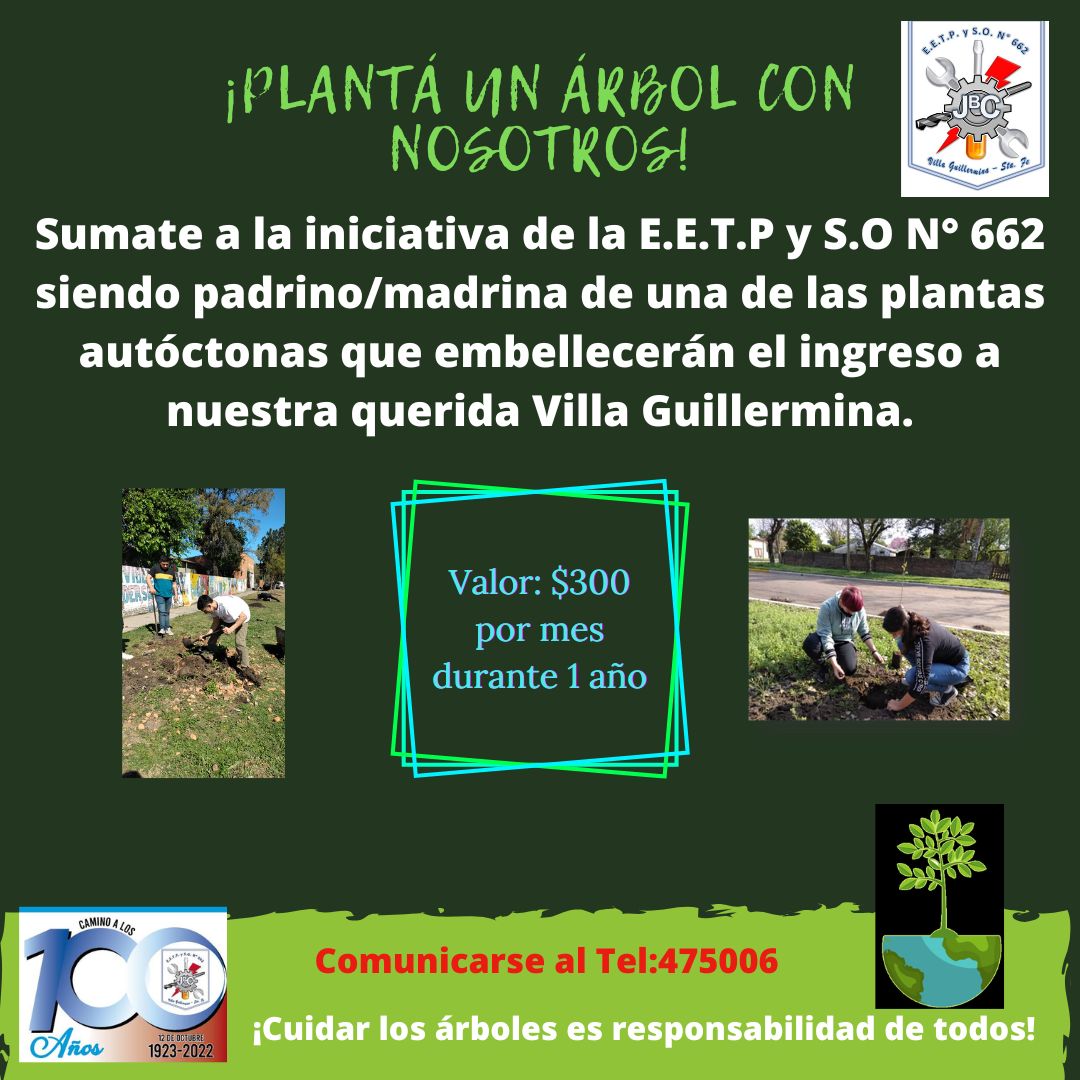 ¡PLANTÁ UN ÁRBOL CON
NOSOTROS!
E.E.T.P. y S.O. N° 662
JBC
Villa Guillermina - Sta. Fe
Sumate a la iniciativa de la E.E.T.P y S.O N° 662
siendo padrino/madrina de una de las plantas
autóctonas que embellecerán el ingreso a
nuestra querida Villa Guillermina.
Valor: $300
por mes
durante 1 año
CAMINO A LOS
100
Años
12 DE OCTUBRE
1923-2022
Comunicarse al Tel:475006
¡Cuidar los árboles es responsabilidad de todos!